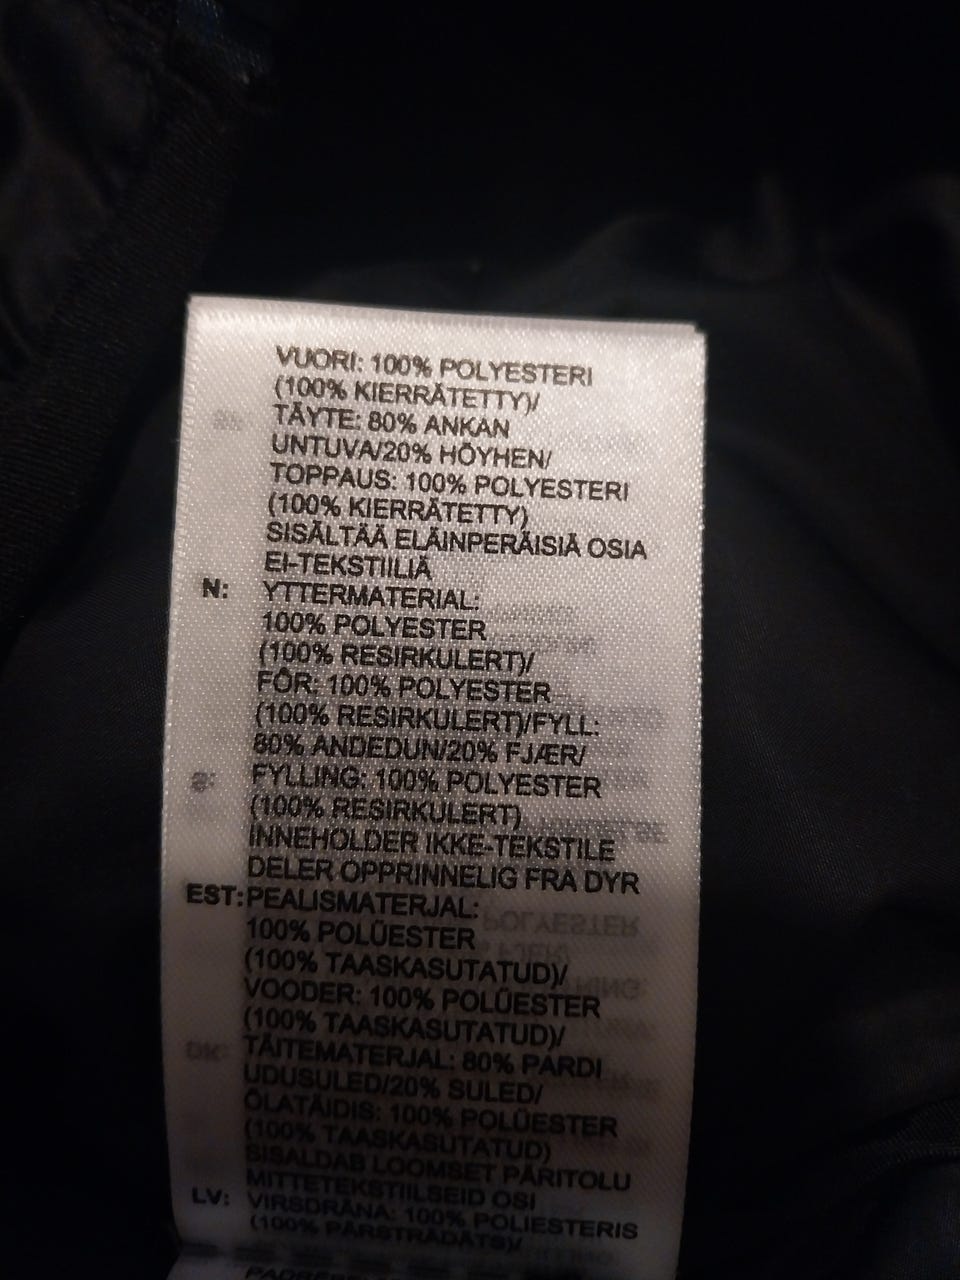 VUORI: 100% POLYESTERI
(100% KIERRÄTETTY)/
TÄYTE: 80% ANKAN
UNTUVA/20% HÖYHEN/
TOPPAUS: 100% POLYESTERI
(100% KIERRÄTETTY)
SISÄLTÄÄ ELÄINPERÄISIÄ OSIA
EI-TEKSTIILIÄ
N: YTTERMATERIAL:
100% POLYESTER
(100% RESIRKULERT)/
FÔR: 100% POLYESTER
(100% RESIRKULERT)/FYLL:
80% ANDEDUN/20% FJÆR/
FYLLING: 100% POLYESTER
(100% RESIRKULERT)
INNEHOLDER IKKE-TEKSTILE
DELER OPPRINNELIG FRA DYR
EST: PEALISMATERJAL:
100% POLÜESTER
(100% TAASKASUTATUD)/
VOODER: 100% POLÜESTER
(100% TAASKASUTATUD)/
TÄITEMATERJAL: 80% PARDI
UDUSULED/20% SULED/
ÕLATÄIDIS: 100% POLÜESTER
(100% TAASKASUTATUD)
SISALDAB LOOMSET PÄRITOLU
MITTETEKSTIILSEID OSI
LV: VIRSDRĀNA: 100% POLIESTERIS
(100% PĀRSTRĀDĀTS)/